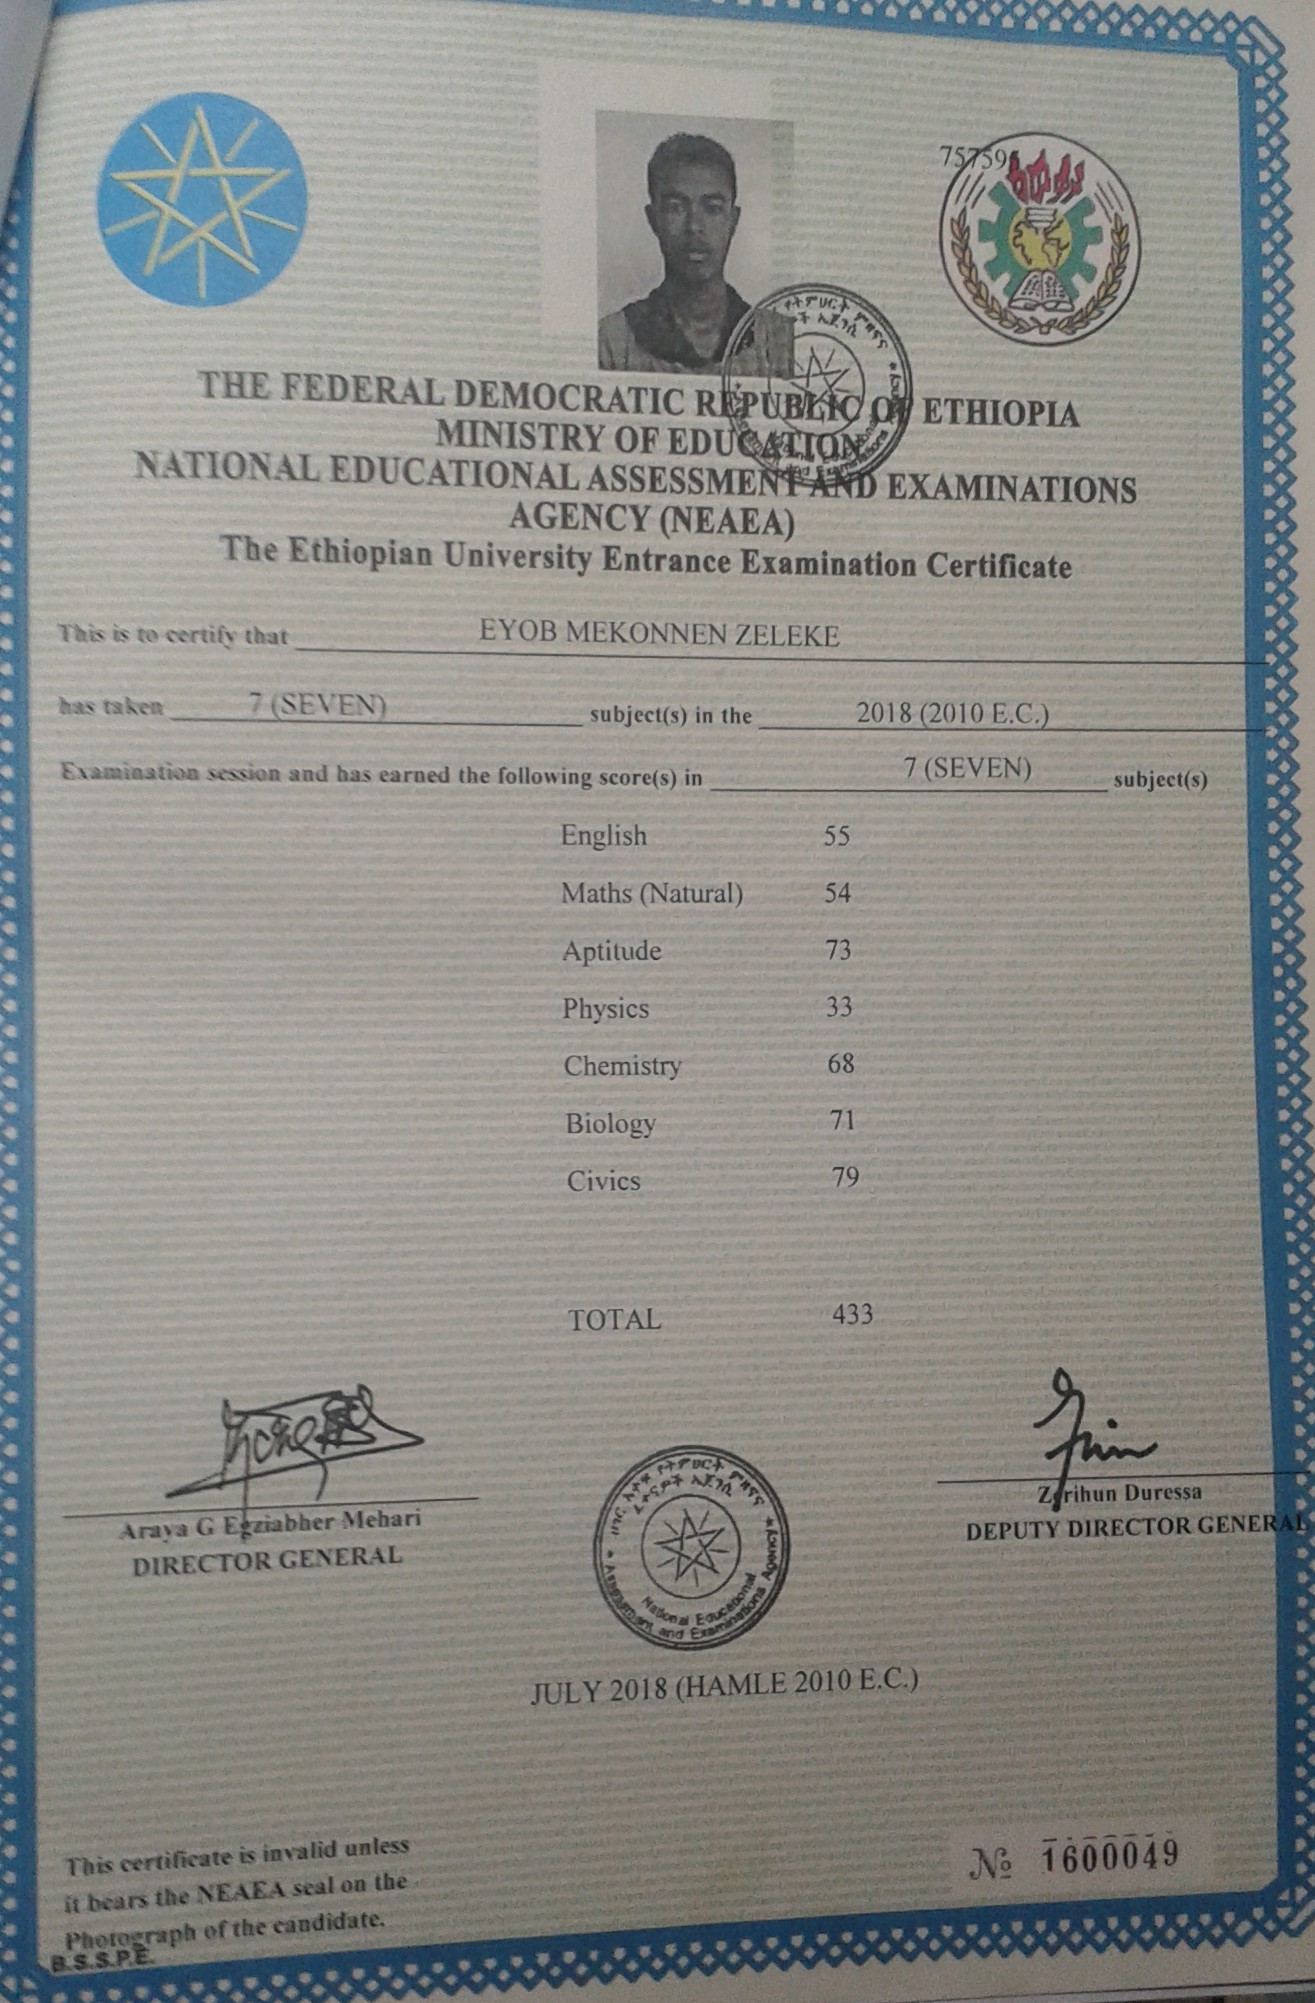 757595
THE FEDERAL DEMOCRATIC REPUBLIC OF ETHIOPIA
MINISTRY OF EDUCATION
NATIONAL EDUCATIONAL ASSESSMENT AND EXAMINATIONS
AGENCY (NEAEA)
The Ethiopian University Entrance Examination Certificate
This is to certify that EYOB MEKONNEN ZELEKE
has taken 7 (SEVEN) subject(s) in the 2018 (2010 E.C.)
Examination session and has earned the following score(s) in 7 (SEVEN) subject(s)
English 55
Maths (Natural) 54
Aptitude 73
Physics 33
Chemistry 68
Biology 71
Civics 79
TOTAL 433
Araya G Egziabher Mehari
DIRECTOR GENERAL
Zerihun Duressa
DEPUTY DIRECTOR GENERAL
National Educational
Assessment and Examinations Agency
JULY 2018 (HAMLE 2010 E.C.)
This certificate is invalid unless
it bears the NEAEA seal on the
Photograph of the candidate.
B.S.S.P.E.
№ 1600049